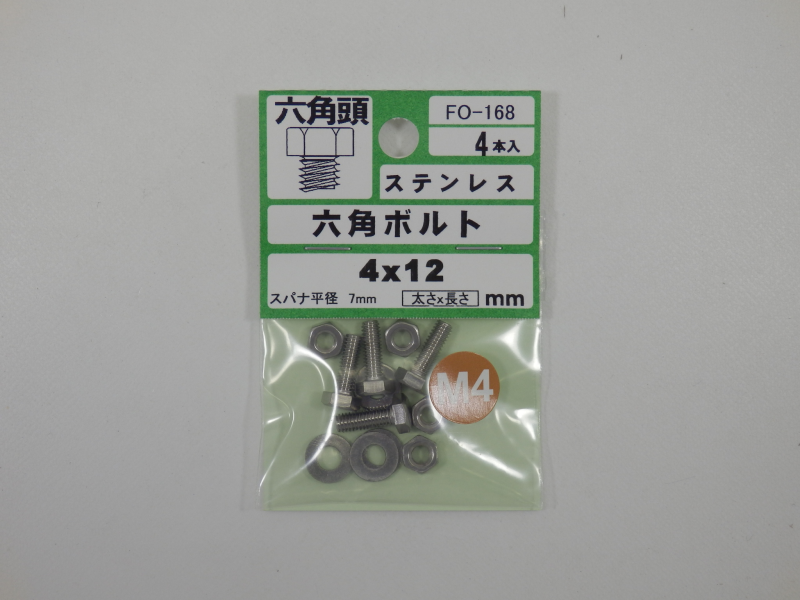 六角頭
FO-168
4本入
ステンレス
六角ボルト
4x12
スパナ平径 7mm 太さx長さ mm
M4